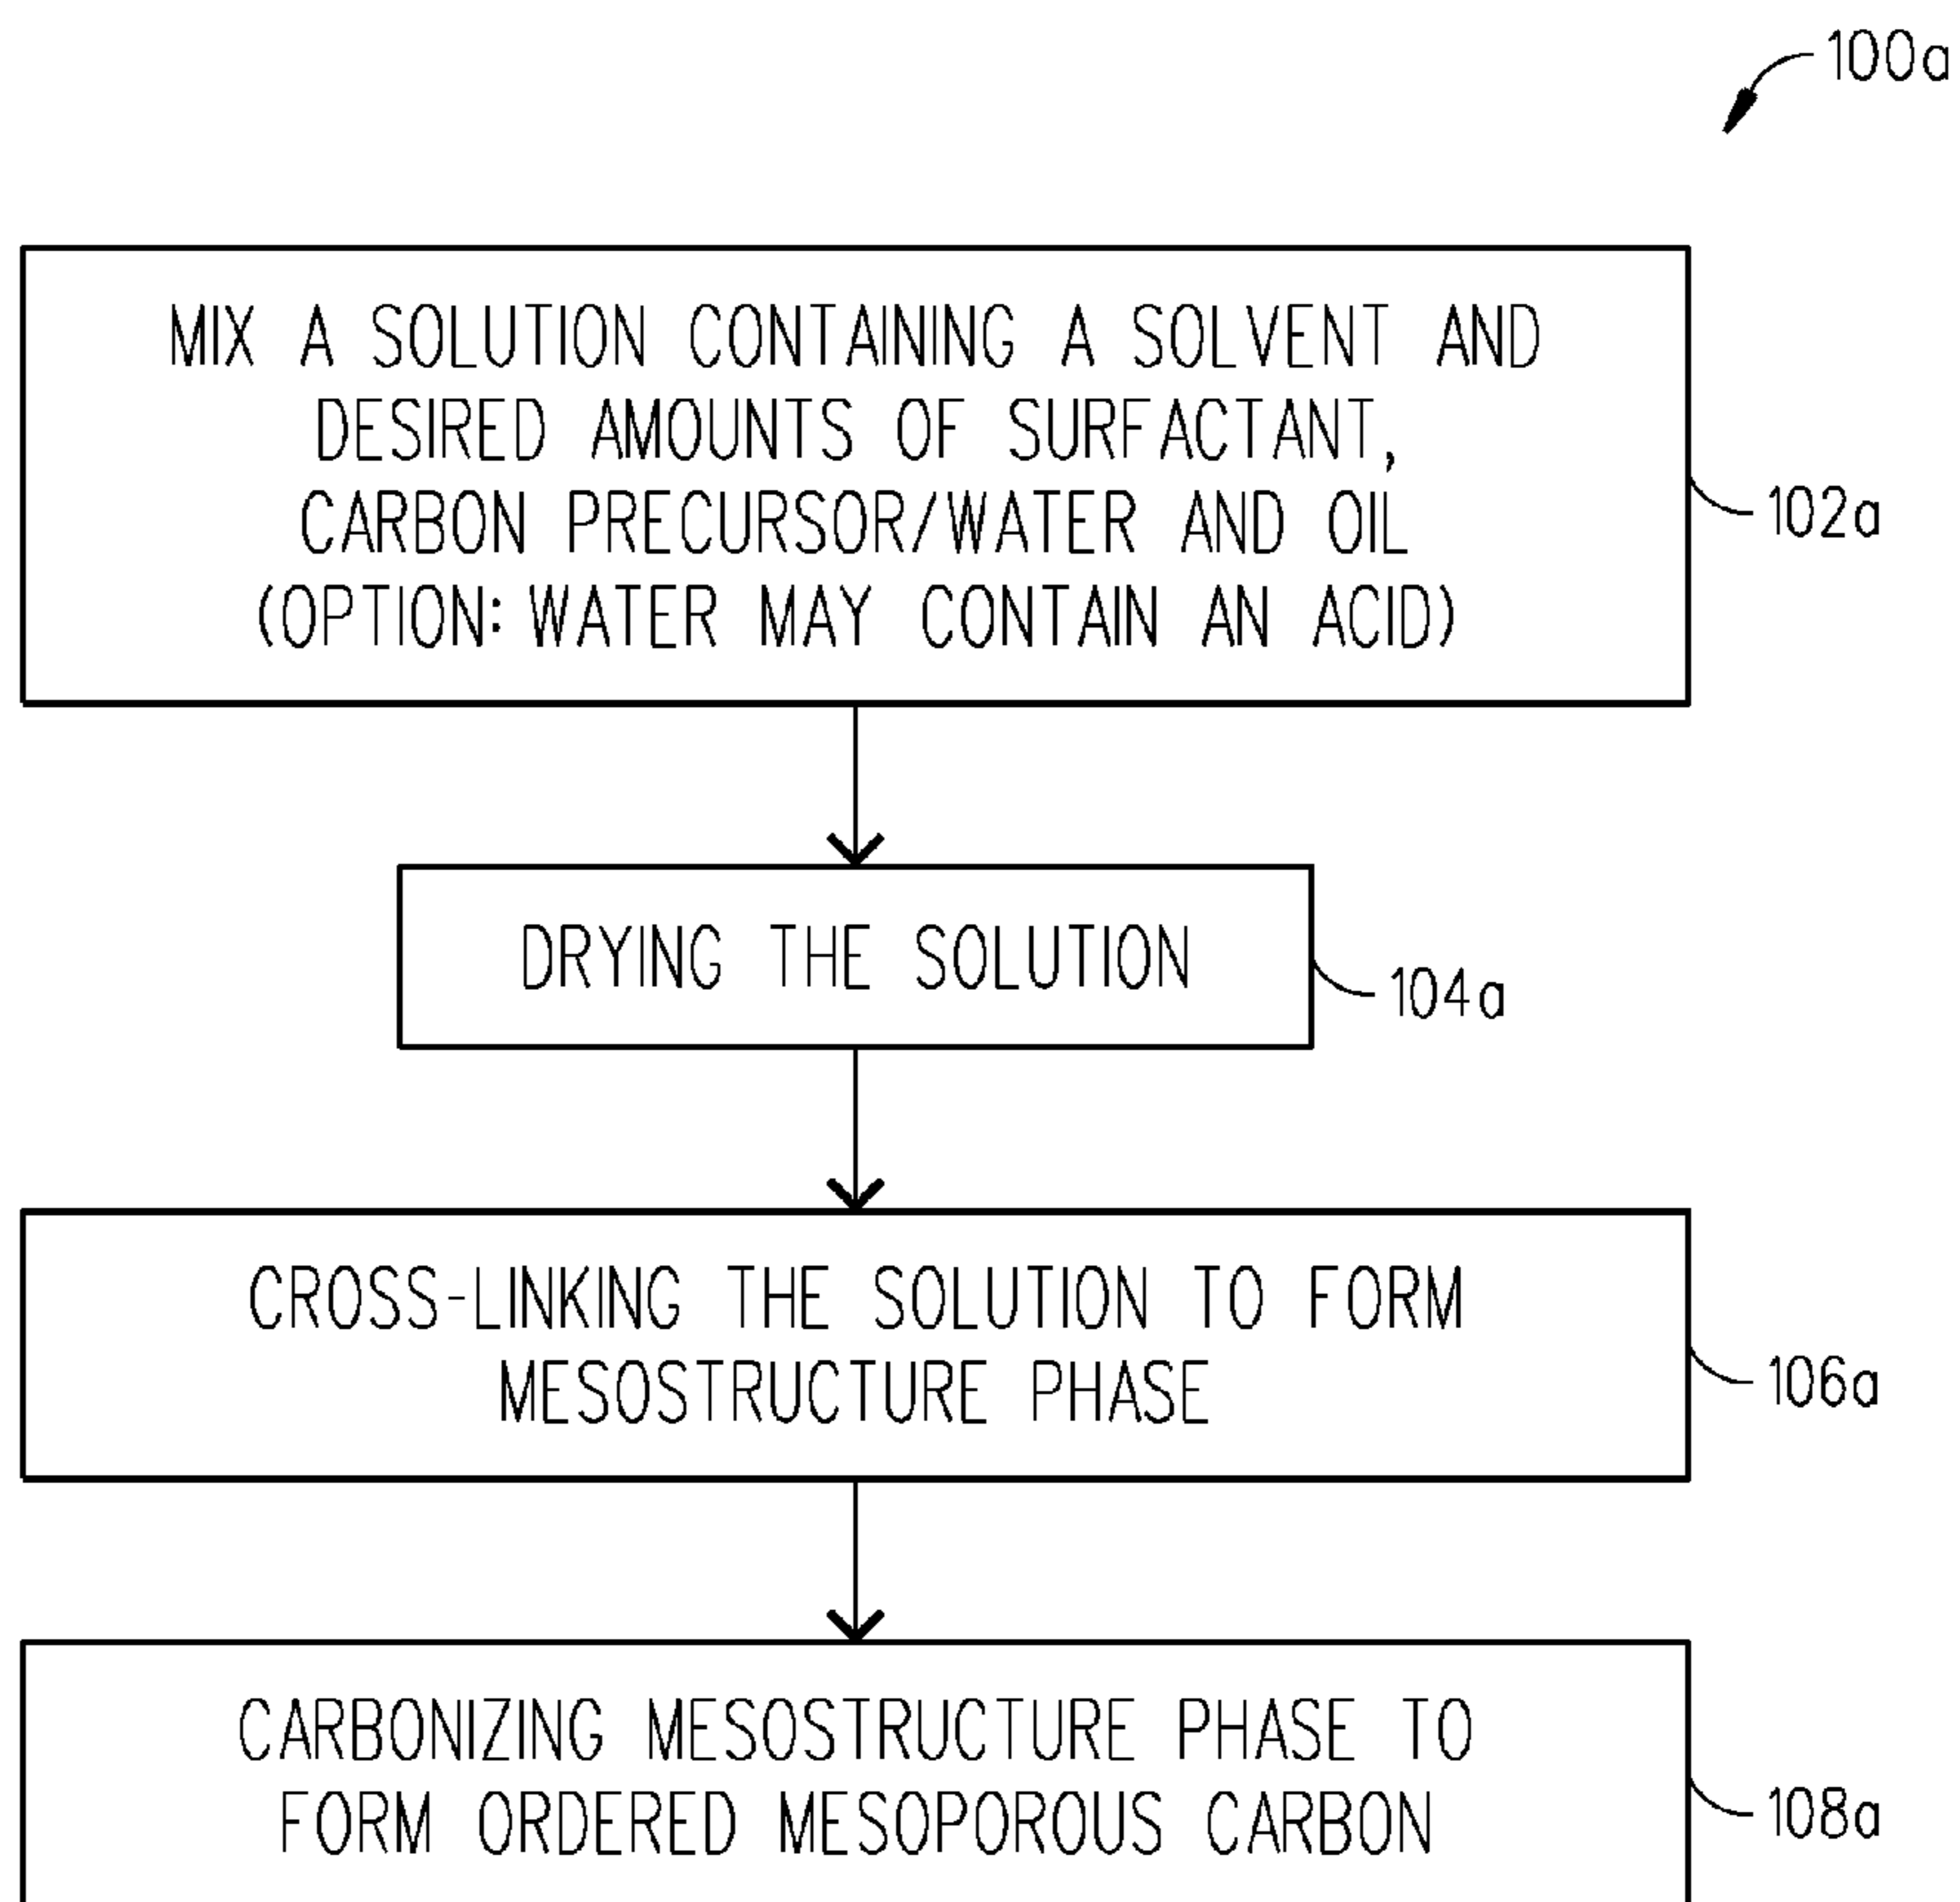 100a
MIX A SOLUTION CONTAINING A SOLVENT AND
DESIRED AMOUNTS OF SURFACTANT,
CARBON PRECURSOR/WATER AND OIL
(OPTION: WATER MAY CONTAIN AN ACID)
102a
DRYING THE SOLUTION
104a
CROSS-LINKING THE SOLUTION TO FORM
MESOSTRUCTURE PHASE
106a
CARBONIZING MESOSTRUCTURE PHASE TO
FORM ORDERED MESOPOROUS CARBON
108a